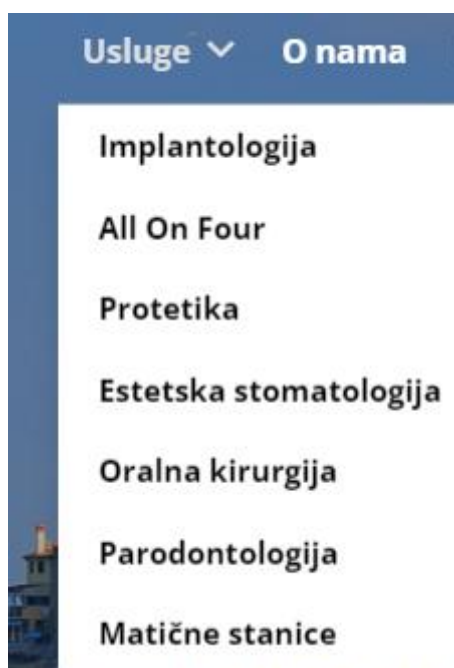 Usluge O nama
Implantologija
All On Four
Protetika
Estetska stomatologija
Oralna kirurgija
Parodontologija
Matične stanice